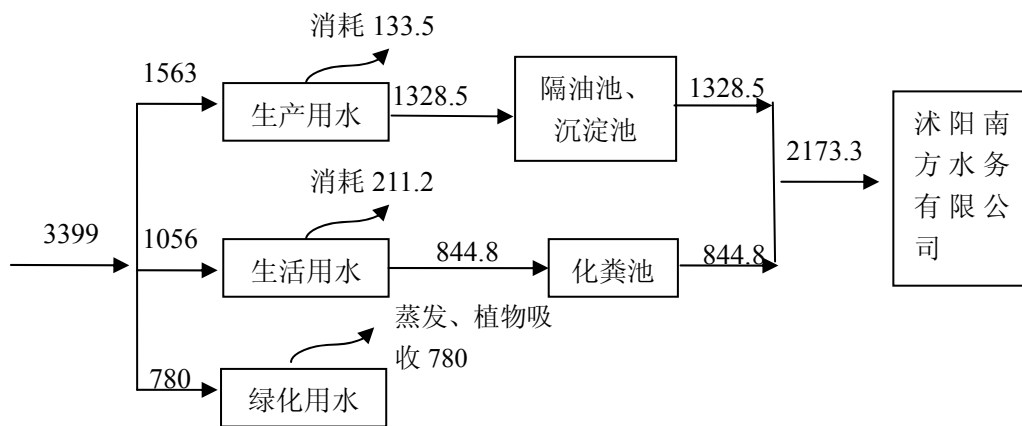 消耗 133.5
1563
生产用水
1328.5
隔油池、
沉淀池
1328.5
沭阳南
方水务
有限公
司
2173.3
消耗 211.2
3399
1056
生活用水
844.8
化粪池
844.8
蒸发、植物吸
收 780
780
绿化用水